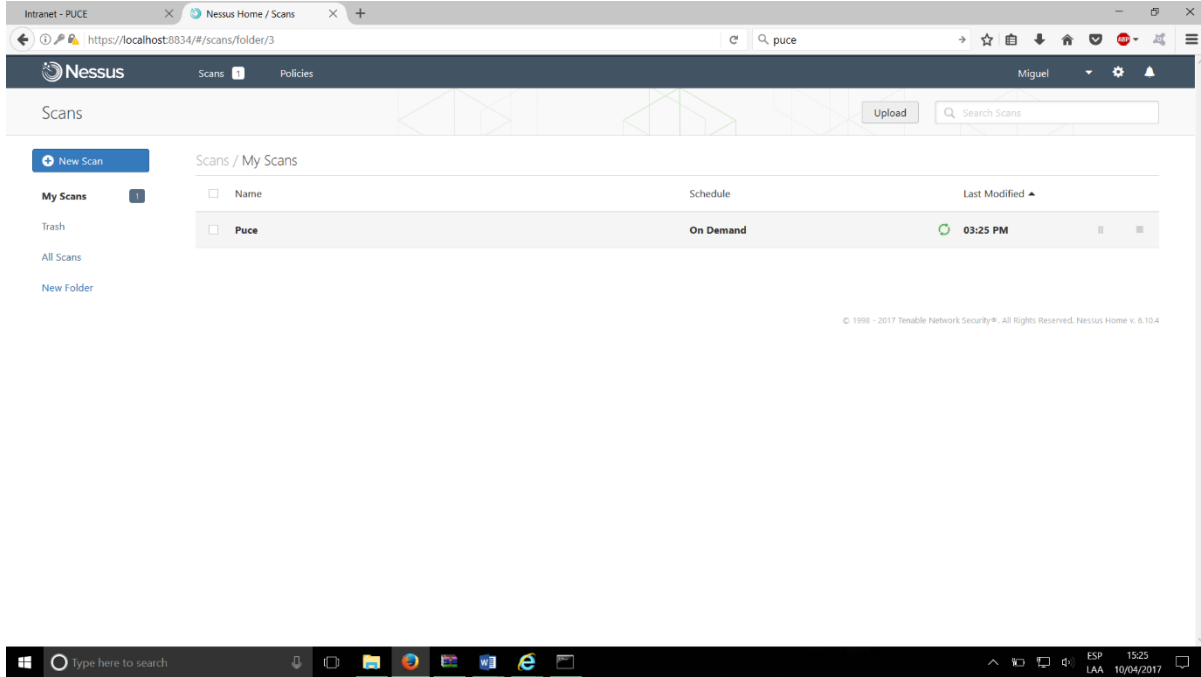 Intranet - PUCE
Nessus Home / Scans
https://localhost:8834/#/scans/folder/3
puce
ABP
Nessus
Scans 1
Policies
Miguel
Scans
Upload
Search Scans
New Scan
Scans / My Scans
My Scans 1
Name
Schedule
Last Modified
Trash
Puce
On Demand
03:25 PM
All Scans
New Folder
© 1998 - 2017 Tenable Network Security®. All Rights Reserved. Nessus Home v. 6.10.4
Type here to search
ESP
LAA
15:25
10/04/2017